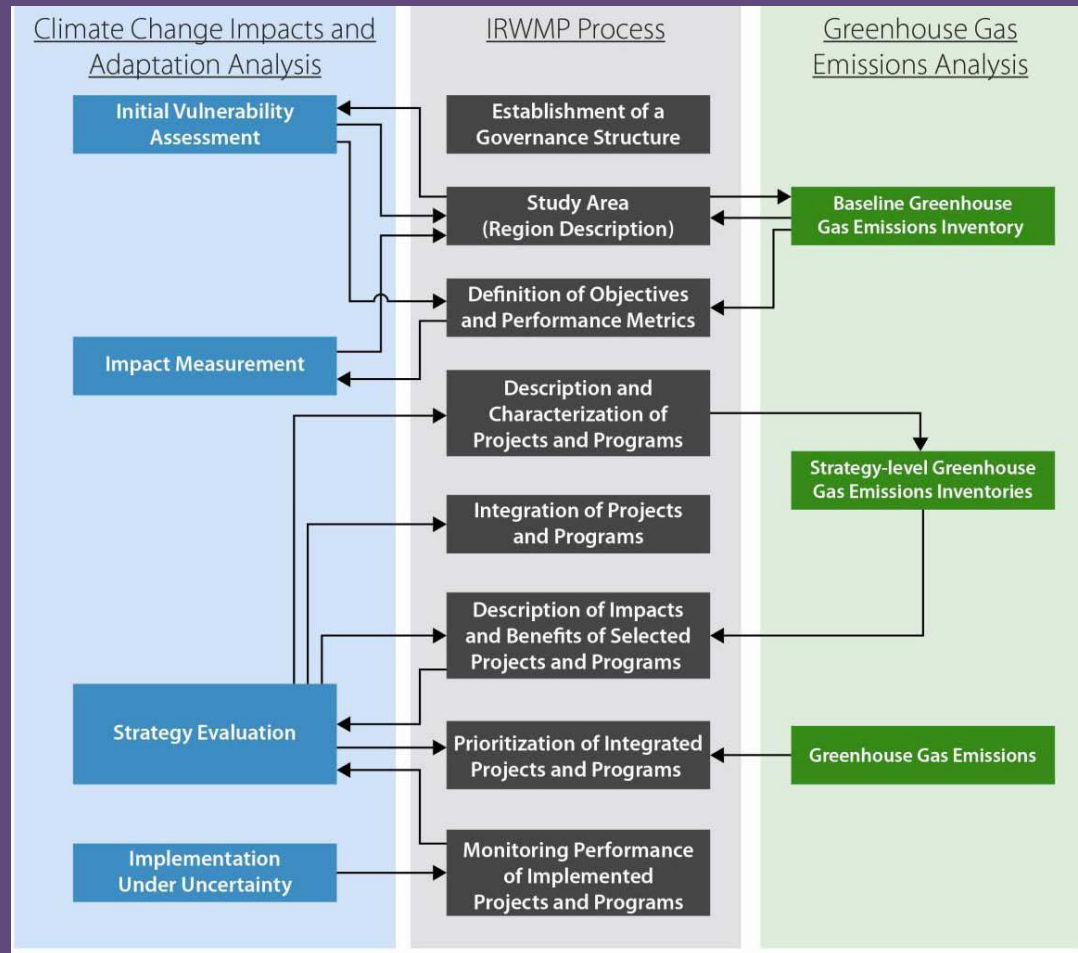 Climate Change Impacts and
Adaptation Analysis
Initial Vulnerability
Assessment
Impact Measurement
Strategy Evaluation
Implementation
Under Uncertainty
IRWMP Process
Establishment of a
Governance Structure
Study Area
(Region Description)
Definition of Objectives
and Performance Metrics
Description and
Characterization of
Projects and Programs
Integration of Projects
and Programs
Description of Impacts
and Benefits of Selected
Projects and Programs
Prioritization of Integrated
Projects and Programs
Monitoring Performance
of Implemented
Projects and Programs
Greenhouse Gas
Emissions Analysis
Baseline Greenhouse
Gas Emissions Inventory
Strategy-level Greenhouse
Gas Emissions Inventories
Greenhouse Gas Emissions